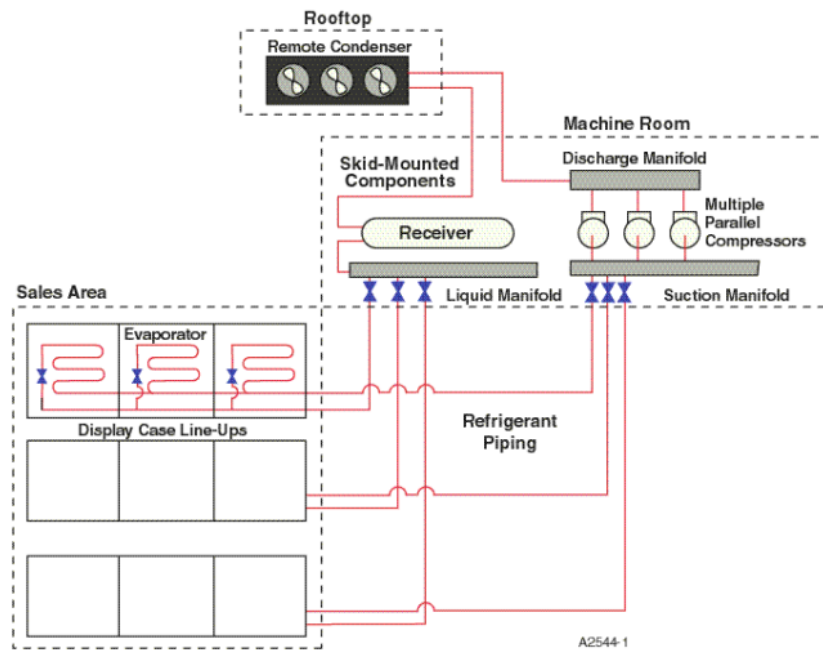 Rooftop
Remote Condenser
Machine Room
Skid-Mounted
Components
Discharge Manifold
Multiple
Parallel
Compressors
Receiver
Sales Area
Liquid Manifold
Suction Manifold
Evaporator
Display Case Line-Ups
Refrigerant
Piping
A2544-1